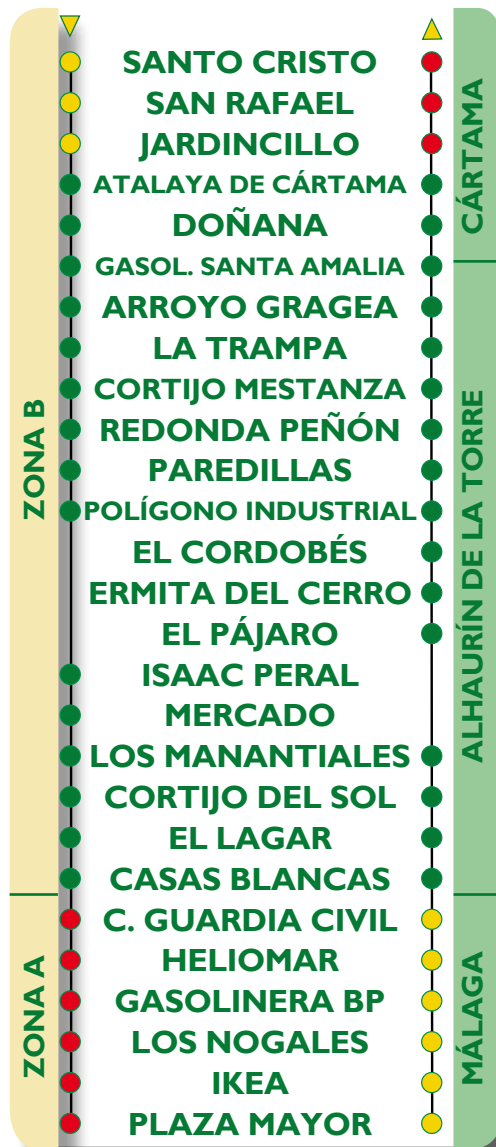 SANTO CRISTO
SAN RAFAEL
JARDINCILLO
ATALAYA DE CÁRTAMA
DOÑANA
GASOL. SANTA AMALIA
ARROYO GRAGEA
LA TRAMPA
CORTIJO MESTANZA
REDONDA PEÑÓN
PAREDILLAS
POLÍGONO INDUSTRIAL
EL CORDOBÉS
ERMITA DEL CERRO
EL PÁJARO
ISAAC PERAL
MERCADO
LOS MANANTIALES
CORTIJO DEL SOL
EL LAGAR
CASAS BLANCAS
C. GUARDIA CIVIL
HELIOMAR
GASOLINERA BP
LOS NOGALES
IKEA
PLAZA MAYOR
ZONA B
ZONA A
CÁRTAMA
ALHAURÍN DE LA TORRE
MÁLAGA